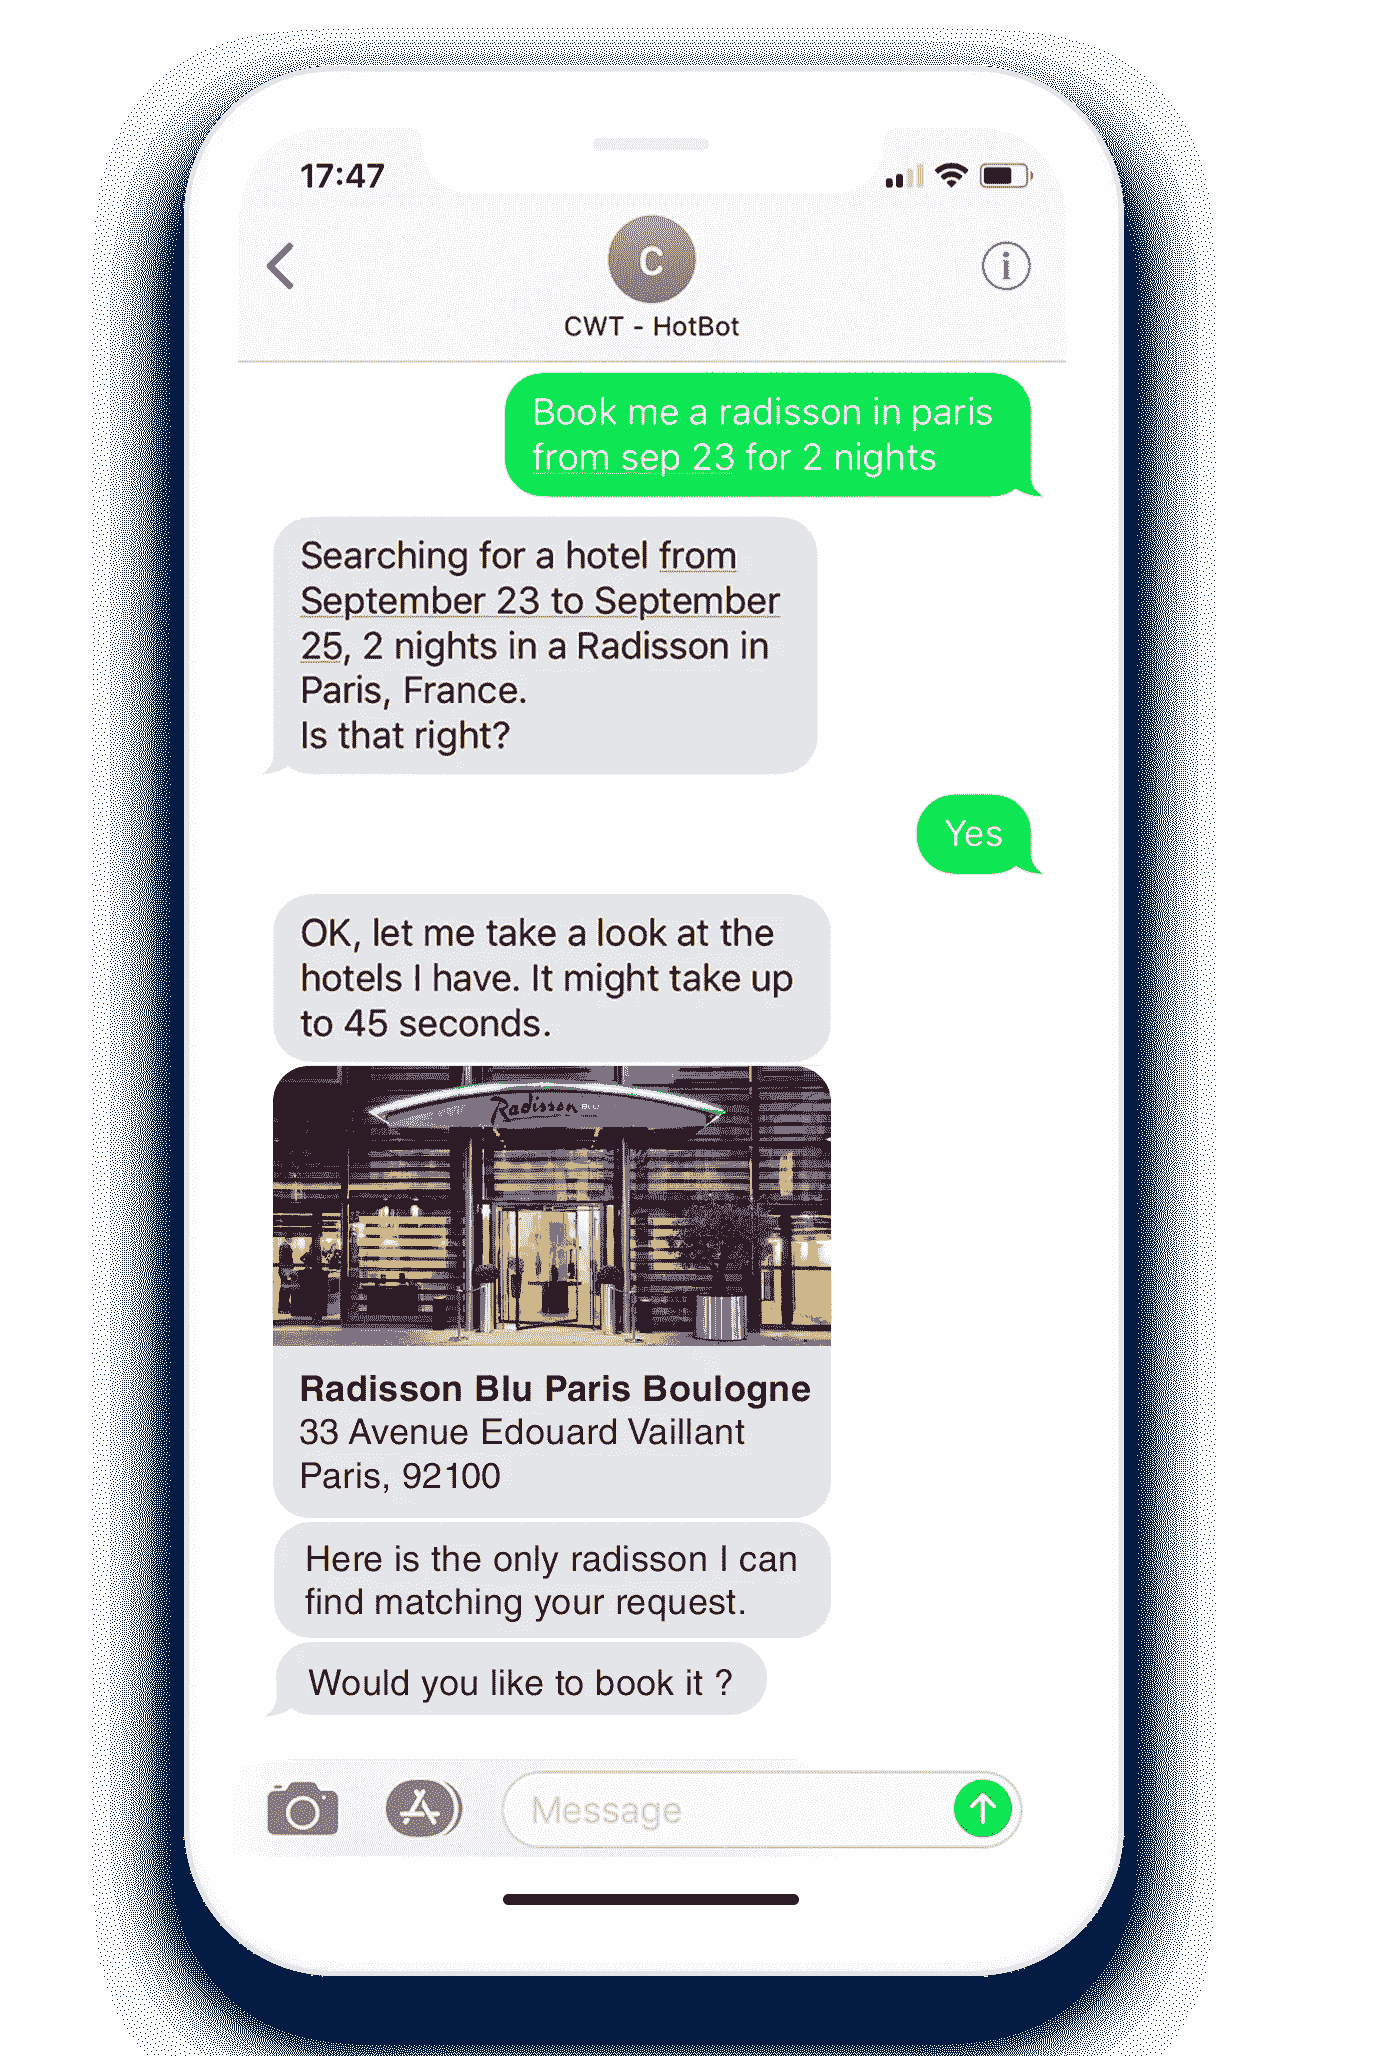 17:47
C
CWT - HotBot
Book me a radisson in paris
from sep 23 for 2 nights
Searching for a hotel from
September 23 to September
25, 2 nights in a Radisson in
Paris, France.
Is that right?
Yes
OK, let me take a look at the
hotels I have. It might take up
to 45 seconds.
Radisson BLU
Radisson Blu Paris Boulogne
33 Avenue Edouard Vaillant
Paris, 92100
Here is the only radisson I can
find matching your request.
Would you like to book it ?
Message